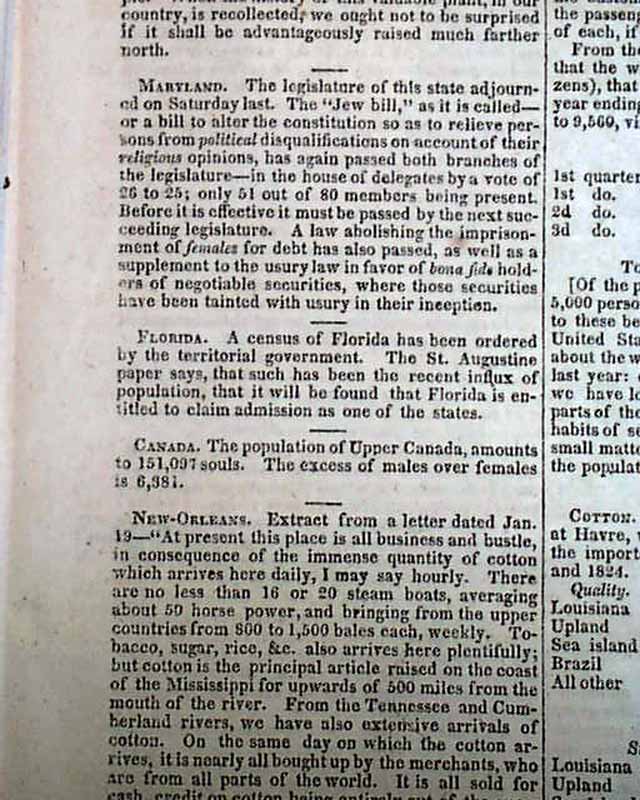 country, is recollected, we ought not to be surprised
if it shall be advantageously raised much farther
north.
MARYLAND. The legislature of this state adjourn-
ed on Saturday last. The "Jew bill," as it is called—
or a bill to alter the constitution so as to relieve per-
sons from political disqualifications on account of their
religious opinions, has again passed both branches of
the legislature—in the house of delegates by a vote of
26 to 25; only 51 out of 80 members being present.
Before it is effective it must be passed by the next suc-
ceeding legislature. A law abolishing the imprison-
ment of females for debt has also passed, as well as a
supplement to the usury law in favor of bona fide hold-
ers of negotiable securities, where those securities
have been tainted with usury in their inception.
FLORIDA. A census of Florida has been ordered
by the territorial government. The St. Augustine
paper says, that such has been the recent influx of
population, that it will be found that Florida is en-
titled to claim admission as one of the states.
CANADA. The population of Upper Canada, amounts
to 151,097 souls. The excess of males over females
is 6,981.
NEW-ORLEANS. Extract from a letter dated Jan.
19—"At present this place is all business and bustle,
in consequence of the immense quantity of cotton
which arrives here daily, I may say hourly. There
are no less than 16 or 20 steam boats, averaging
about 50 horse power, and bringing from the upper
countries from 800 to 1,500 bales each, weekly. To-
bacco, sugar, rice, &c. also arrives here plentifully;
but cotton is the principal article raised on the coast
of the Mississippi for upwards of 500 miles from the
mouth of the river. From the Tennessee and Cum-
berland rivers, we have also extensive arrivals of
cotton. On the same day on which the cotton ar-
rives, it is nearly all bought up by the merchants, who
are from all parts of the world. It is all sold for
cash, credit on cotton being entirely out of the
the passen
of each, if
From the
that the w
zens), that
year ending
to 9,560, vi
1st quarter
1st do.
2d do.
3d do.
To
[Of the p
5,000 perso
to these be
United Sta
about the w
last year:
we have le
parts of the
habits of se
small matte
the populat
COTTON.
at Havre,
the import
and 1824.
Quality.
Louisiana
Upland
Sea island
Brazil
All other
Louisiana
Upland